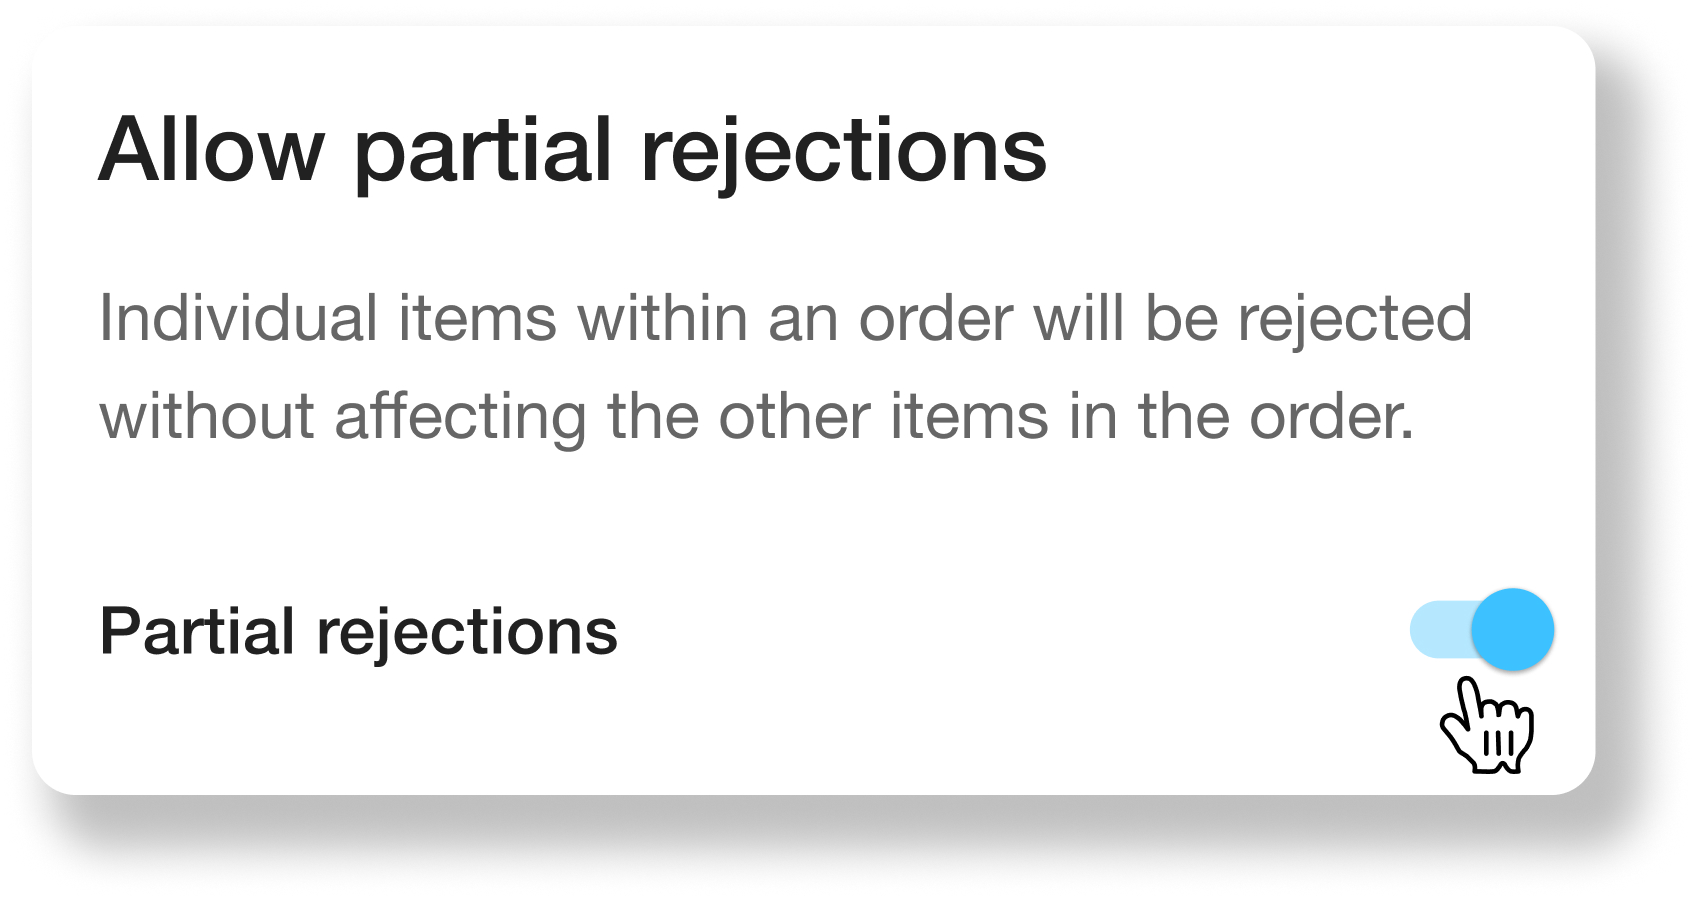 Allow partial rejections
Individual items within an order will be rejected
without affecting the other items in the order.
Partial rejections